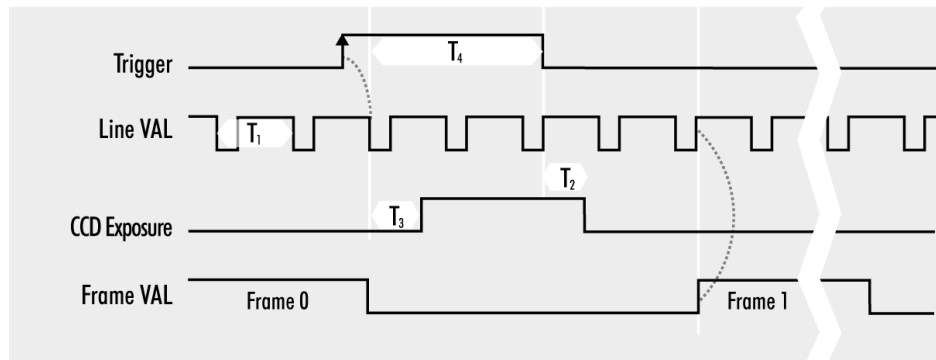 Trigger
T4
Line VAL
T1
T2
CCD Exposure
T3
Frame VAL
Frame 0
Frame 1